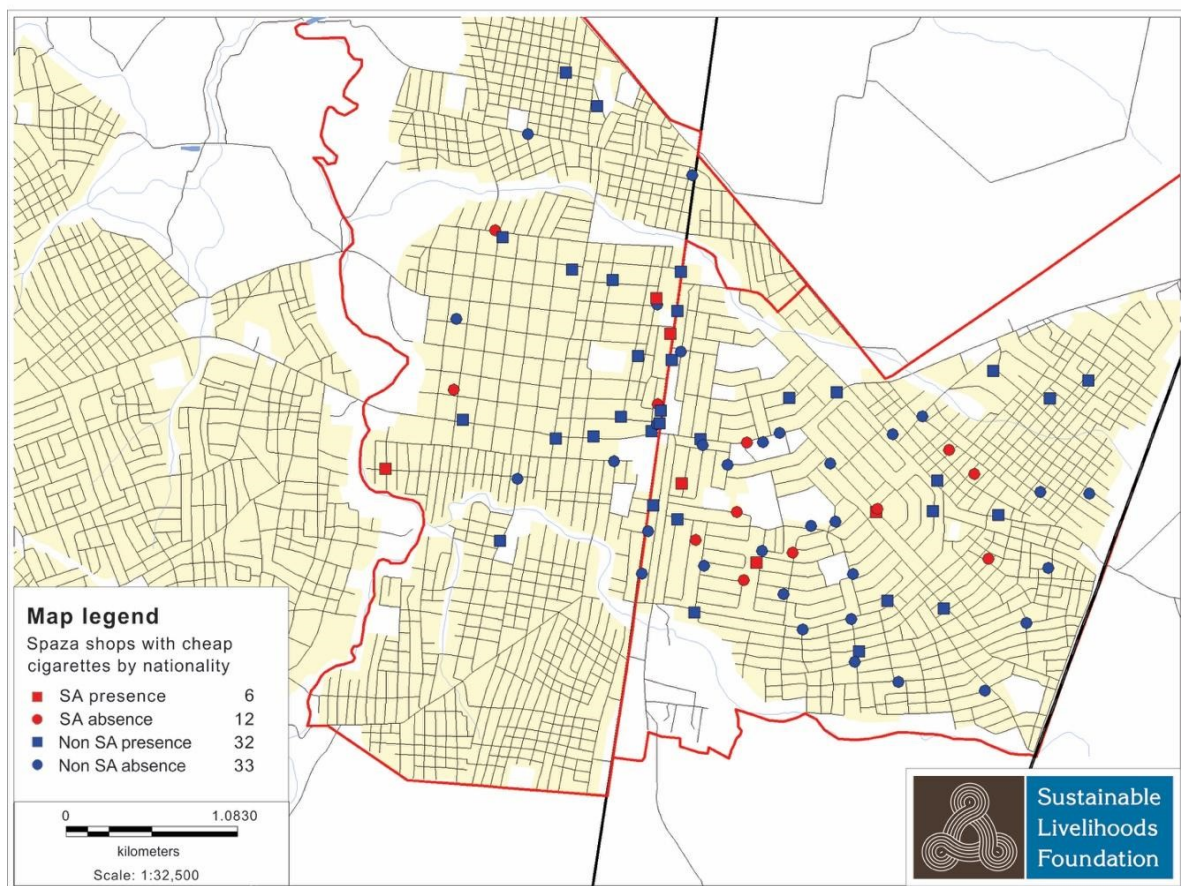 Map legend
Spaza shops with cheap
cigarettes by nationality
SA presence 6
SA absence 12
Non SA presence 32
Non SA absence 33
0 1.0830
kilometers
Scale: 1:32,500
Sustainable
Livelihoods
Foundation